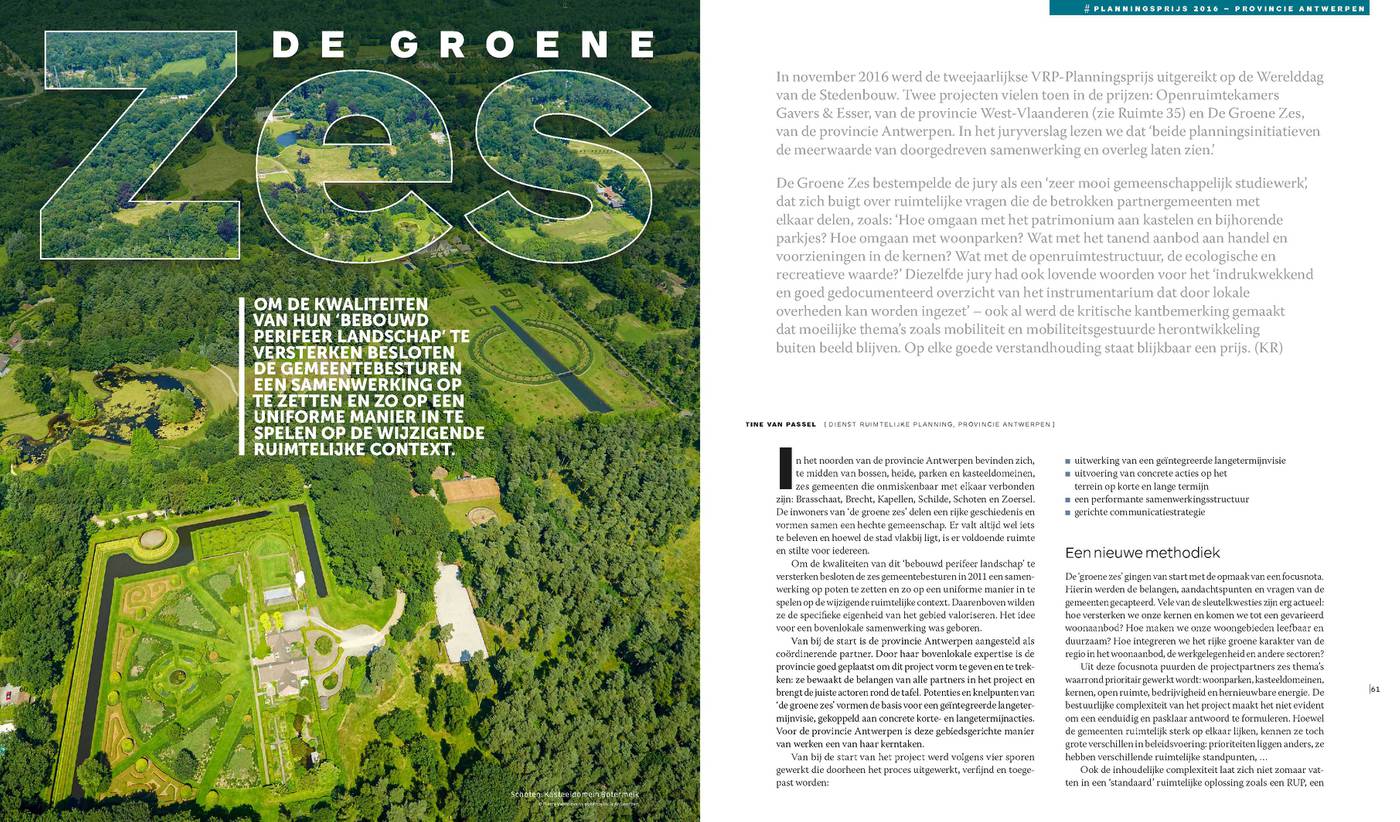 DE GROENE
zes
OM DE KWALITEITEN
VAN HUN ‘BEBOUWD
PERIFEER LANDSCHAP’ TE
VERSTERKEN BESLOTEN
DE GEMEENTEBESTUREN
EEN SAMENWERKING OP
TE ZETTEN EN ZO OP EEN
UNIFORME MANIER IN TE
SPELEN OP DE WIJZIGENDE
RUIMTELIJKE CONTEXT.
Schoten: Kasteeldomein Botermelk
# PLANNINGSPRIJS 2016 – PROVINCIE ANTWERPEN
In november 2016 werd de tweejaarlijkse VRP-Planningsprijs uitgereikt op de Werelddag
van de Stedenbouw. Twee projecten vielen toen in de prijzen: Openruimtekamers
Gavers & Esser, van de provincie West-Vlaanderen (zie Ruimte 35) en De Groene Zes,
van de provincie Antwerpen. In het juryverslag lezen we dat ‘beide planningsinitiatieven
de meerwaarde van doorgedreven samenwerking en overleg laten zien.’
De Groene Zes bestempelde de jury als een ‘zeer mooi gemeenschappelijk studiewerk’,
dat zich buigt over ruimtelijke vragen die de betrokken partnergemeenten met
elkaar delen, zoals: ‘Hoe omgaan met het patrimonium aan kastelen en bijhorende
parkjes? Hoe omgaan met woonparken? Wat met het tanend aanbod aan handel en
voorzieningen in de kernen? Wat met de openruimtestructuur, de ecologische en
recreatieve waarde?’ Diezelfde jury had ook lovende woorden voor het ‘indrukwekkend
en goed gedocumenteerd overzicht van het instrumentarium dat door lokale
overheden kan worden ingezet’ – ook al werd de kritische kantbemerking gemaakt
dat moeilijke thema’s zoals mobiliteit en mobiliteitsgestuurde herontwikkeling
buiten beeld blijven. Op elke goede verstandhouding staat blijkbaar een prijs. (KR)
TINE VAN PASSEL [ DIENST RUIMTELIJKE PLANNING, PROVINCIE ANTWERPEN ]
In het noorden van de provincie Antwerpen bevinden zich,
te midden van bossen, heide, parken en kasteeldomeinen,
zes gemeenten die onmiskenbaar met elkaar verbonden
zijn: Brasschaat, Brecht, Kapellen, Schilde, Schoten en Zoersel.
De inwoners van ‘de groene zes’ delen een rijke geschiedenis en
vormen samen een hechte gemeenschap. Er valt altijd wel iets
te beleven en hoewel de stad vlakbij ligt, is er voldoende ruimte
en stilte voor iedereen.
Om de kwaliteiten van dit ‘bebouwd perifeer landschap’ te
versterken besloten de zes gemeentebesturen in 2011 een samen-
werking op poten te zetten en zo op een uniforme manier in te
spelen op de wijzigende ruimtelijke context. Daarenboven wilden
ze de specifieke eigenheid van het gebied valoriseren. Het idee
voor een bovenlokale samenwerking was geboren.
Van bij de start is de provincie Antwerpen aangesteld als
coördinerende partner. Door haar bovenlokale expertise is de
provincie goed geplaatst om dit project vorm te geven en te trek-
ken: ze bewaakt de belangen van alle partners in het project en
brengt de juiste actoren rond de tafel. Potenties en knelpunten van
‘de groene zes’ vormen de basis voor een geïntegreerde langeter-
mijnvisie, gekoppeld aan concrete korte- en langetermijnacties.
Voor de provincie Antwerpen is deze gebiedsgerichte manier
van werken een van haar kerntaken.
Van bij de start van het project werd volgens vier sporen
gewerkt die doorheen het proces uitgewerkt, verfijnd en toege-
past worden:
■ uitwerking van een geïntegreerde langetermijnvisie
■ uitvoering van concrete acties op het
terrein op korte en lange termijn
■ een performante samenwerkingsstructuur
■ gerichte communicatiestrategie
Een nieuwe methodiek
De ‘groene zes’ gingen van start met de opmaak van een focusnota.
Hierin werden de belangen, aandachtspunten en vragen van de
gemeenten gecapteerd. Vele van de sleutelkwesties zijn erg actueel:
hoe versterken we onze kernen en komen we tot een gevarieerd
woonaanbod? Hoe maken we onze woongebieden leefbaar en
duurzaam? Hoe integreren we het rijke groene karakter van de
regio in het woonaanbod, de werkgelegenheid en andere sectoren?
Uit deze focusnota puurden de projectpartners zes thema’s
waarrond prioritair gewerkt wordt: woonparken, kasteeldomeinen,
kernen, open ruimte, bedrijvigheid en hernieuwbare energie. De
bestuurlijke complexiteit van het project maakt het niet evident
om een eenduidig en pasklaar antwoord te formuleren. Hoewel
de gemeenten ruimtelijk sterk op elkaar lijken, kennen ze toch
grote verschillen in beleidsvoering: prioriteiten liggen anders, ze
hebben verschillende ruimtelijke standpunten, …
Ook de inhoudelijke complexiteit laat zich niet zomaar vat-
ten in een ‘standaard’ ruimtelijke oplossing zoals een RUP, een
|61